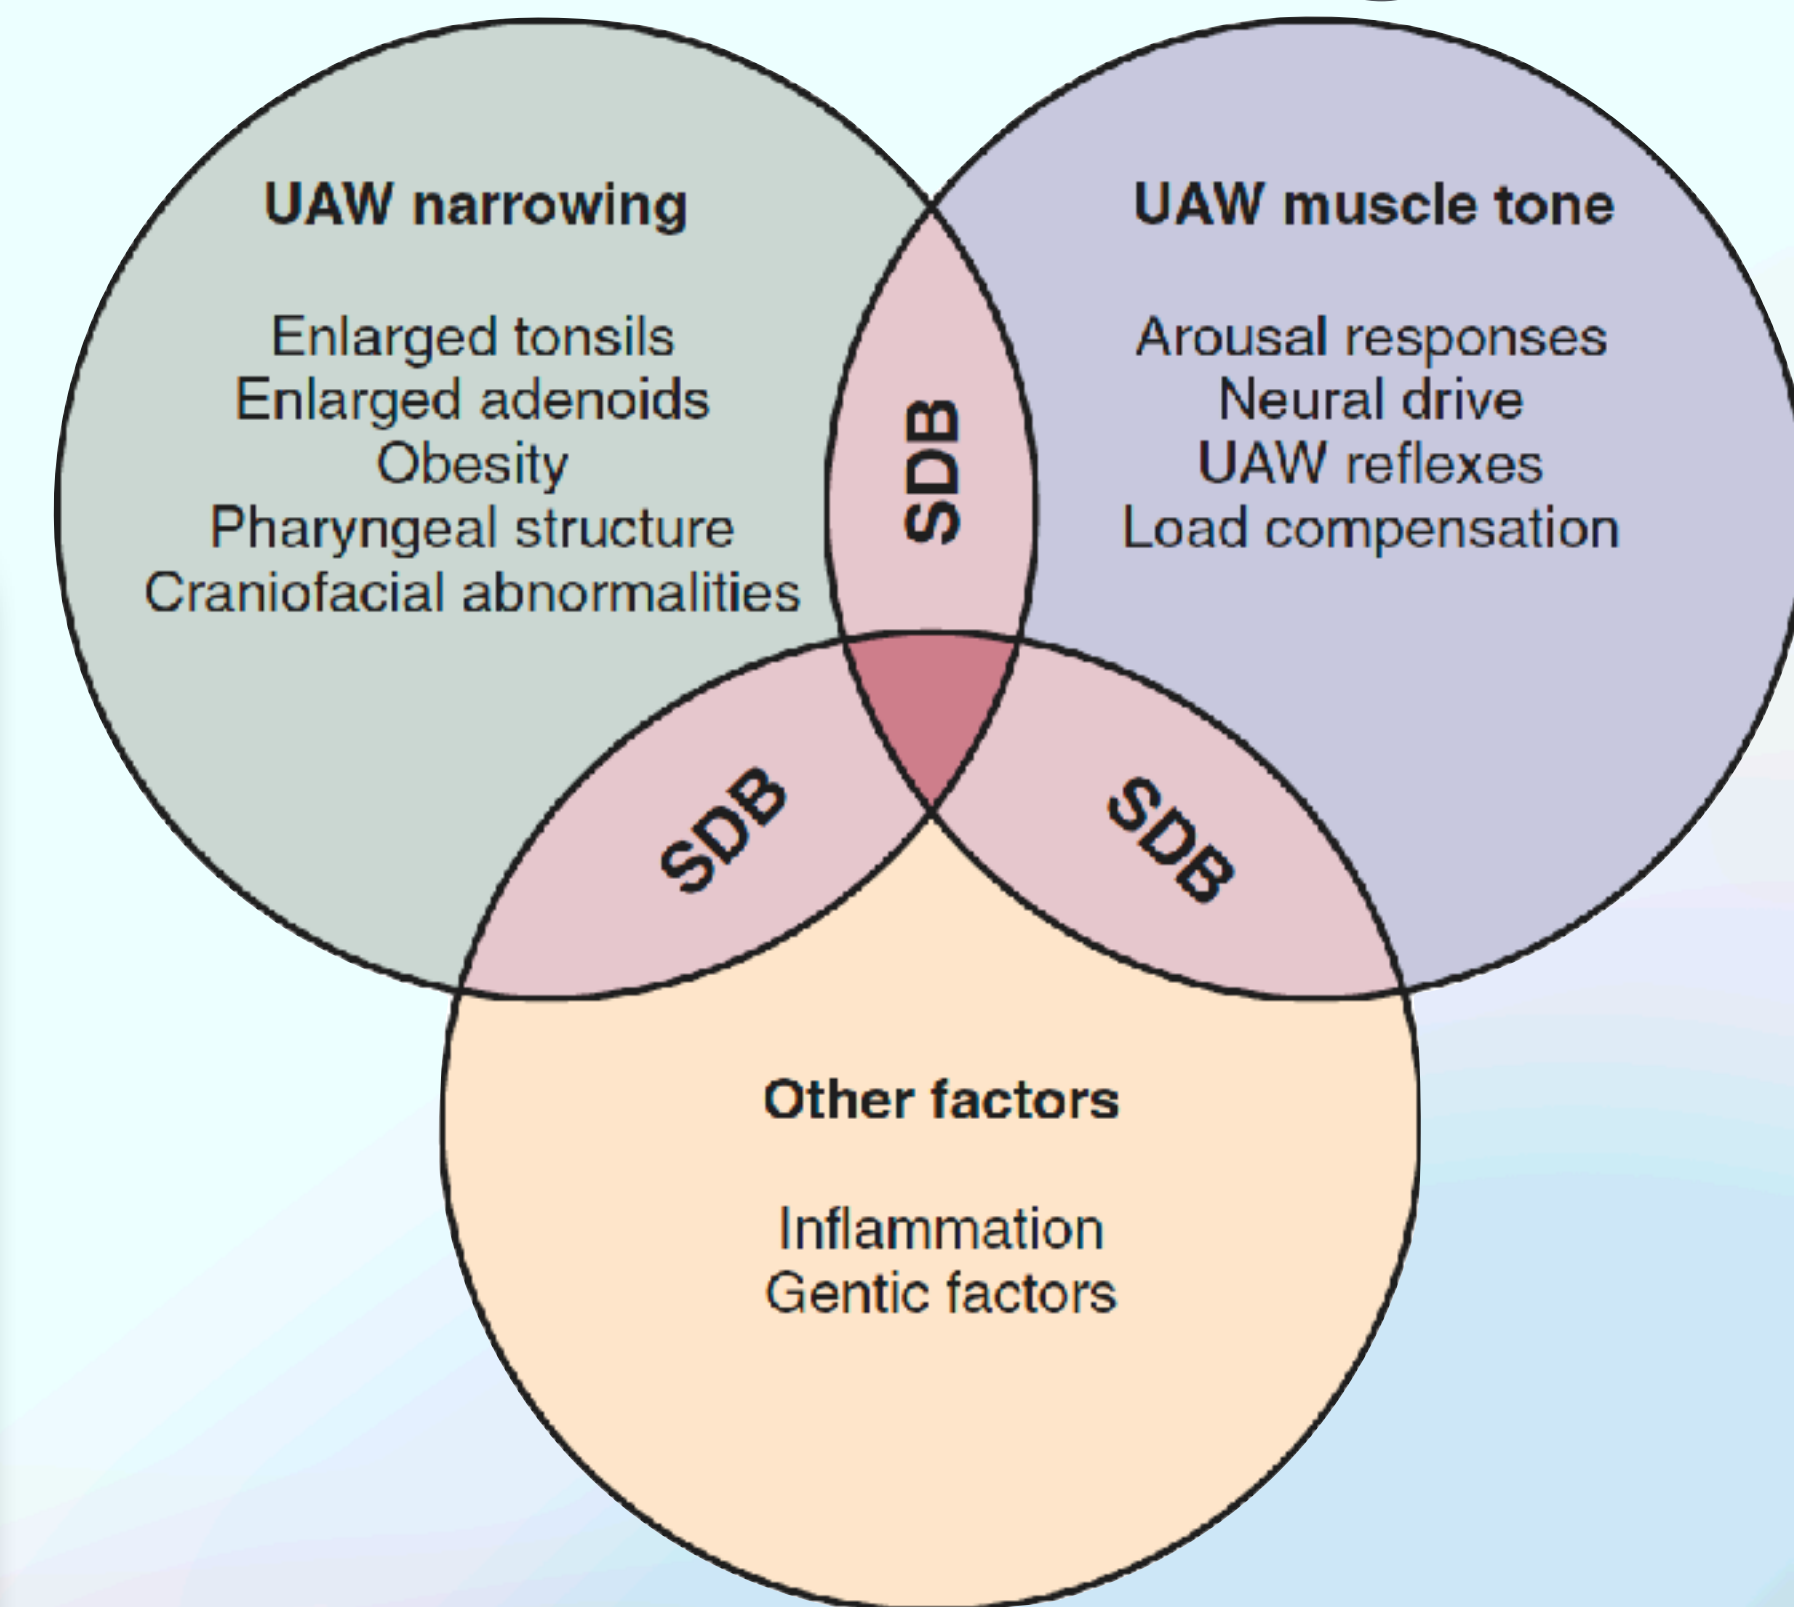 UAW narrowing
Enlarged tonsils
Enlarged adenoids
Obesity
Pharyngeal structure
Craniofacial abnormalities
UAW muscle tone
Arousal responses
Neural drive
UAW reflexes
Load compensation
SDB
SDB
SDB
Other factors
Inflammation
Gentic factors